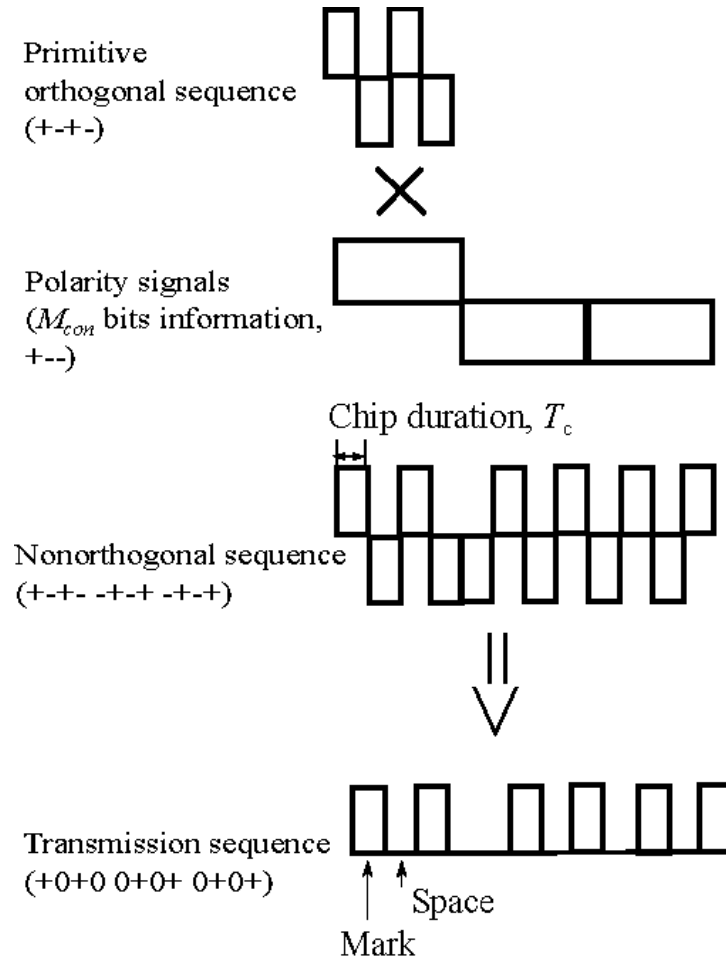 Primitive
orthogonal sequence
(+-+-)
Polarity signals
(Mcon bits information,
+--)
Chip duration, Tc
Nonorthogonal sequence
(+-+- -+-+ -+-+)
Transmission sequence
(+0+0 0+0+ 0+0+)
Space
Mark